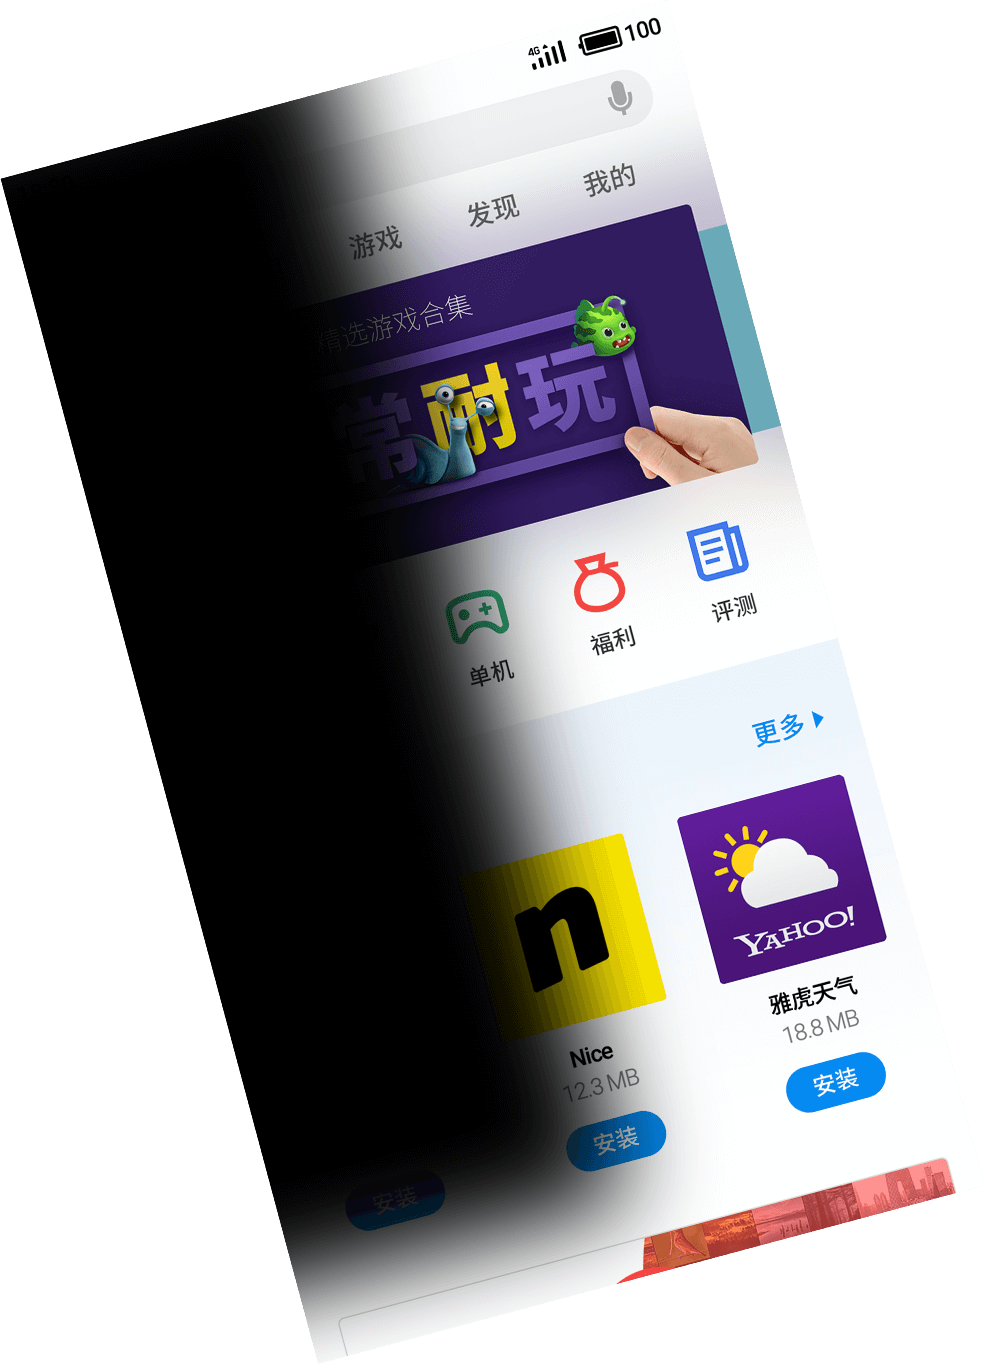 4G 100
游戏 发现 我的
精选游戏合集
常耐玩
单机 福利 评测
更多
n
YAHOO!
Nice
雅虎天气
12.3 MB
18.8 MB
安装 安装 安装